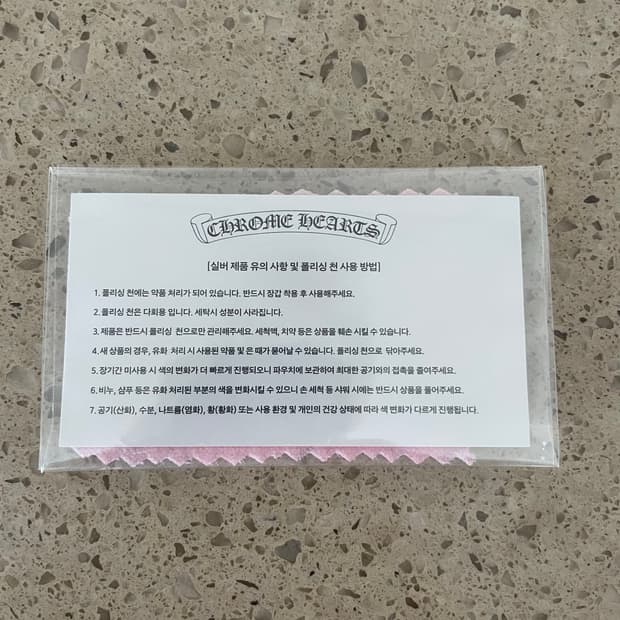 CHROME HEARTS
[실버 제품 유의 사항 및 폴리싱 천 사용 방법]
1. 폴리싱 천에는 약품 처리가 되어 있습니다. 반드시 장갑 착용 후 사용해주세요.
2. 폴리싱 천은 다회용 입니다. 세탁시 성분이 사라집니다.
3. 제품은 반드시 폴리싱 천으로만 관리해주세요. 세척액, 치약 등은 상품을 훼손 시킬 수 있습니다.
4. 새 상품의 경우, 유화 처리 시 사용된 약품 및 은 때가 묻어날 수 있습니다. 폴리싱 천으로 닦아주세요.
5. 장기간 미사용 시 색의 변화가 더 빠르게 진행되오니 파우치에 보관하여 최대한 공기와의 접촉을 줄여주세요.
6. 비누, 샴푸 등은 유화 처리된 부분의 색을 변화시킬 수 있으니 손 세척 등 샤워 시에는 반드시 상품을 풀어주세요.
7. 공기(산화), 수분, 나트륨(염화), 황(황화) 또는 사용 환경 및 개인의 건강 상태에 따라 색 변화가 다르게 진행됩니다.